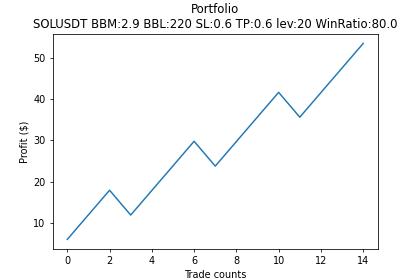 Portfolio
SOLUSDT BBM:2.9 BBL:220 SL:0.6 TP:0.6 lev:20 WinRatio:80.0
Profit ($)
50
40
30
20
10
0 2 4 6 8 10 12 14
Trade counts